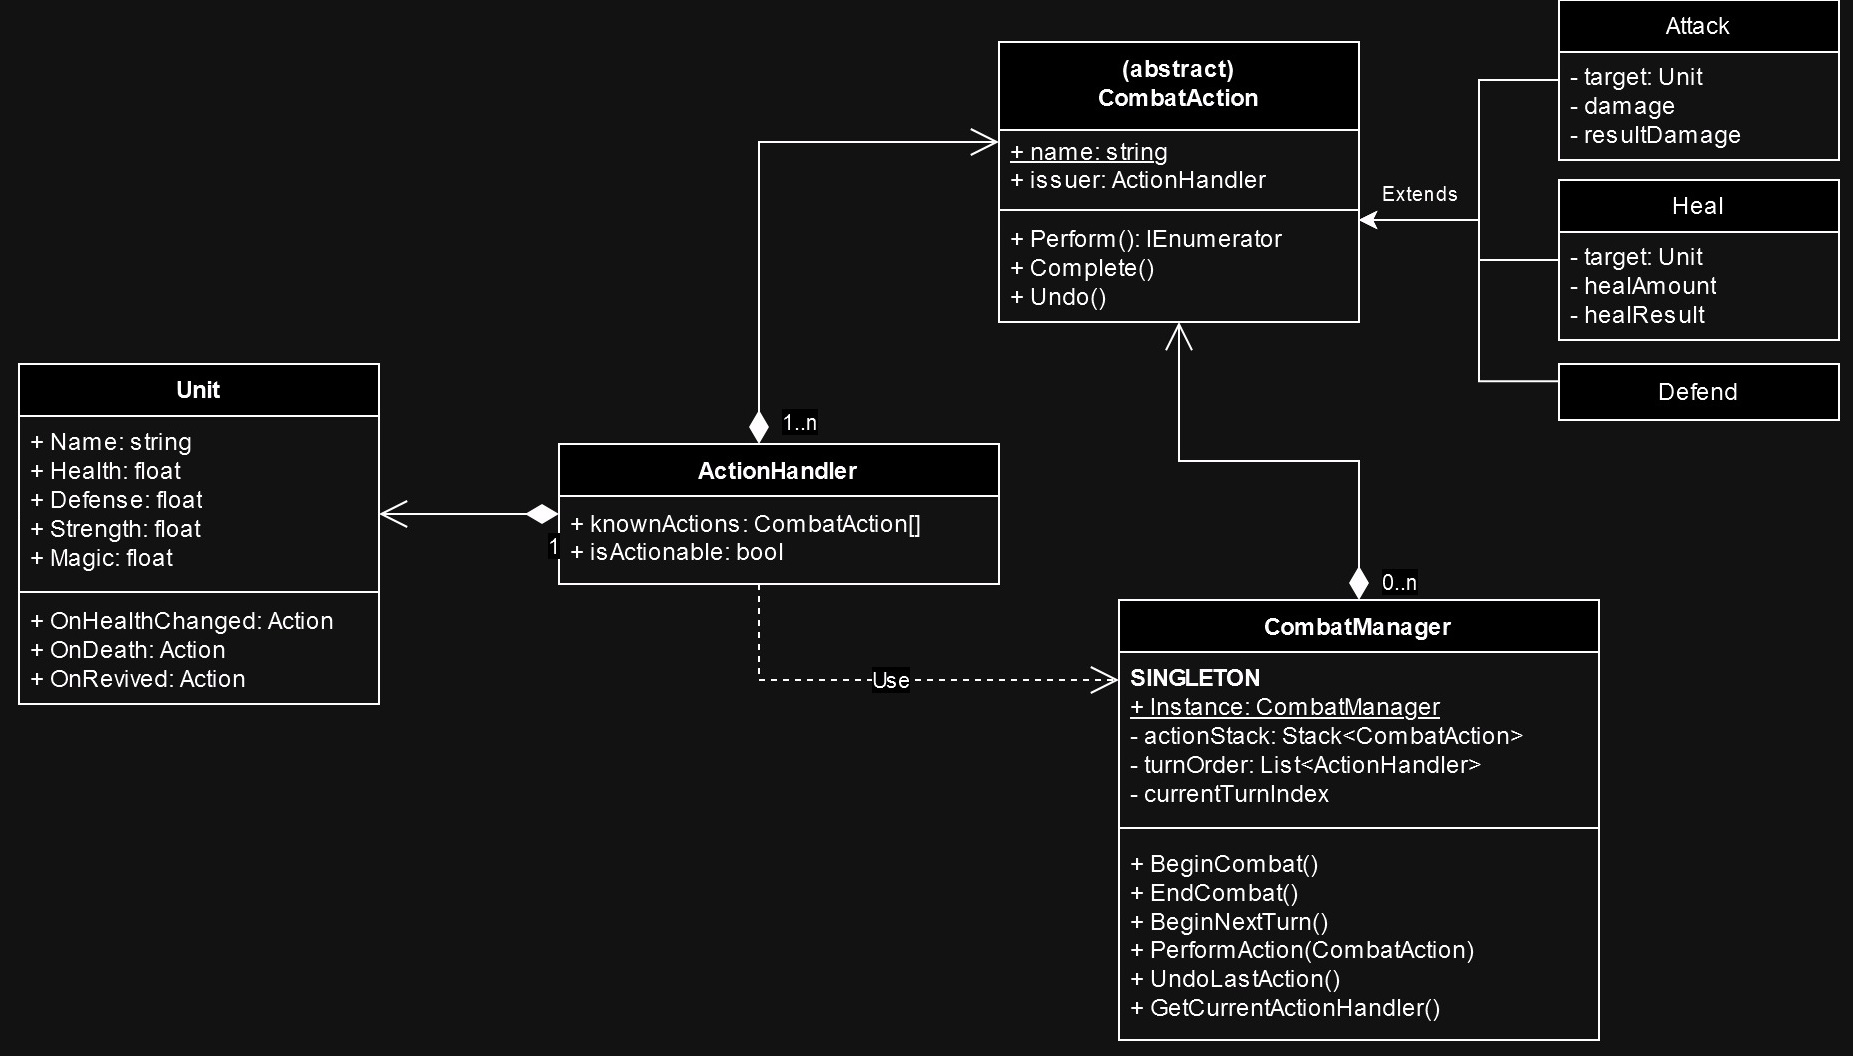 Attack
- target: Unit
- damage
- resultDamage
(abstract)
CombatAction
+ name: string
+ issuer: ActionHandler
+ Perform(): IEnumerator
+ Complete()
+ Undo()
Extends
Heal
- target: Unit
- healAmount
- healResult
Defend
Unit
+ Name: string
+ Health: float
+ Defense: float
+ Strength: float
+ Magic: float
+ OnHealthChanged: Action
+ OnDeath: Action
+ OnRevived: Action
1..n
1
ActionHandler
+ knownActions: CombatAction[]
+ isActionable: bool
Use
0..n
CombatManager
SINGLETON
+ Instance: CombatManager
- actionStack: Stack<CombatAction>
- turnOrder: List<ActionHandler>
- currentTurnIndex
+ BeginCombat()
+ EndCombat()
+ BeginNextTurn()
+ PerformAction(CombatAction)
+ UndoLastAction()
+ GetCurrentActionHandler()